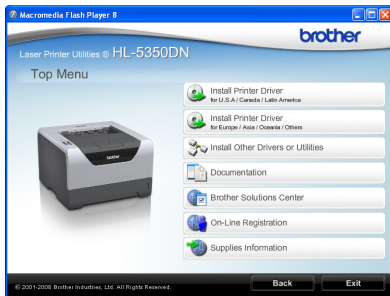 Macromedia Flash Player 8
brother
Laser Printer Utilities ® HL-5350DN
Top Menu
Install Printer Driver
for U.S.A / Canada / Latin America
Install Printer Driver
for Europe / Asia / Oceania / Others
Install Other Drivers or Utilities
Documentation
Brother Solutions Center
On-Line Registration
Supplies Information
brother
© 2001-2008 Brother Industries, Ltd. All Rights Reserved.
Back
Exit